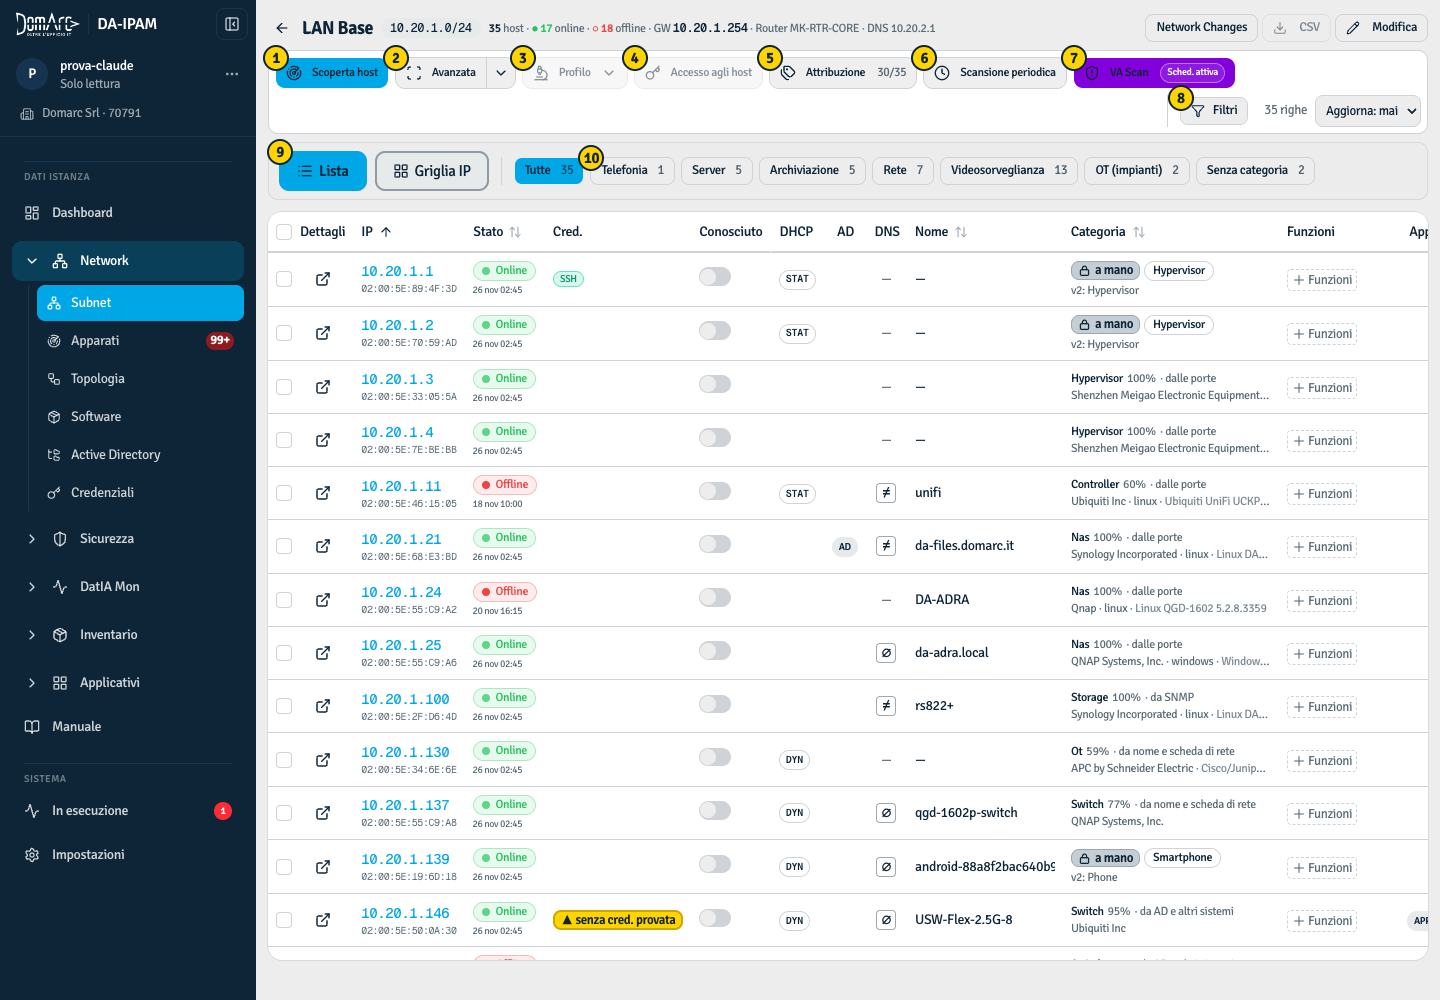 DomArc
OLTRE L'UFFICIO IT
DA-IPAM
P
prova-claude
Solo lettura
Domarc Srl · 70791
DATI ISTANZA
Dashboard
Network
Subnet
Apparati 99+
Topologia
Software
Active Directory
Credenziali
Sicurezza
DatIA Mon
Inventario
Applicativi
Manuale
SISTEMA
In esecuzione 1
Impostazioni
LAN Base 10.20.1.0/24 35 host · 17 online · 18 offline · GW 10.20.1.254 · Router MK-RTR-CORE · DNS 10.20.2.1
Network Changes CSV Modifica
1 Scoperta host 2 Avanzata 3 Profilo 4 Accesso agli host 5 Attribuzione 30/35 6 Scansione periodica 7 VA Scan Sched. attiva
8 Filtri 35 righe Aggiorna: mai
9 Lista Griglia IP Tutte 35 10 Telefonia 1 Server 5 Archiviazione 5 Rete 7 Videosorveglianza 13 OT (impianti) 2 Senza categoria 2
Dettagli IP Stato Cred. Conosciuto DHCP AD DNS Nome Categoria Funzioni App
10.20.1.1 Online SSH STAT — — a mano Hypervisor + Funzioni
02:00:5E:89:4F:3D 26 nov 02:45 v2: Hypervisor
10.20.1.2 Online STAT — — a mano Hypervisor + Funzioni
02:00:5E:70:59:AD 26 nov 02:45 v2: Hypervisor
10.20.1.3 Online — — Hypervisor 100% · dalle porte + Funzioni
02:00:5E:33:05:5A 26 nov 02:45 Shenzhen Meigao Electronic Equipment...
10.20.1.4 Online — — Hypervisor 100% · dalle porte + Funzioni
02:00:5E:7E:BE:BB 26 nov 02:45 Shenzhen Meigao Electronic Equipment...
10.20.1.11 Offline STAT ≠ unifi Controller 60% · dalle porte + Funzioni
02:00:5E:46:15:05 18 nov 10:00 Ubiquiti Inc · linux · Ubiquiti UniFi UCKP...
10.20.1.21 Online AD ≠ da-files.domarc.it Nas 100% · dalle porte + Funzioni
02:00:5E:68:E3:BD 26 nov 02:45 Synology Incorporated · linux · Linux DA...
10.20.1.24 Offline — DA-ADRA Nas 100% · dalle porte + Funzioni
02:00:5E:55:C9:A2 20 nov 16:15 Qnap · linux · Linux QGD-1602 5.2.8.3359
10.20.1.25 Online Ø da-adra.local Nas 100% · dalle porte + Funzioni
02:00:5E:55:C9:A6 26 nov 02:45 QNAP Systems, Inc. · windows · Window...
10.20.1.100 Online ≠ rs822+ Storage 100% · da SNMP + Funzioni
02:00:5E:2F:D6:4D 26 nov 02:45 Synology Incorporated · linux · Linux DA...
10.20.1.130 Online DYN — — Ot 59% · da nome e scheda di rete + Funzioni
02:00:5E:34:6E:6E 26 nov 02:45 APC by Schneider Electric · Cisco/Junip...
10.20.1.137 Online DYN Ø qgd-1602p-switch Switch 77% · da nome e scheda di rete + Funzioni
02:00:5E:55:C9:A8 26 nov 02:45 QNAP Systems, Inc.
10.20.1.139 Online DYN Ø android-88a8f2bac640b9 a mano Smartphone + Funzioni
02:00:5E:19:6D:18 26 nov 02:45 v2: Phone
10.20.1.146 Online senza cred. provata DYN Ø USW-Flex-2.5G-8 Switch 95% · da AD e altri sistemi + Funzioni APP
02:00:5E:50:0A:30 26 nov 02:45 Ubiquiti Inc